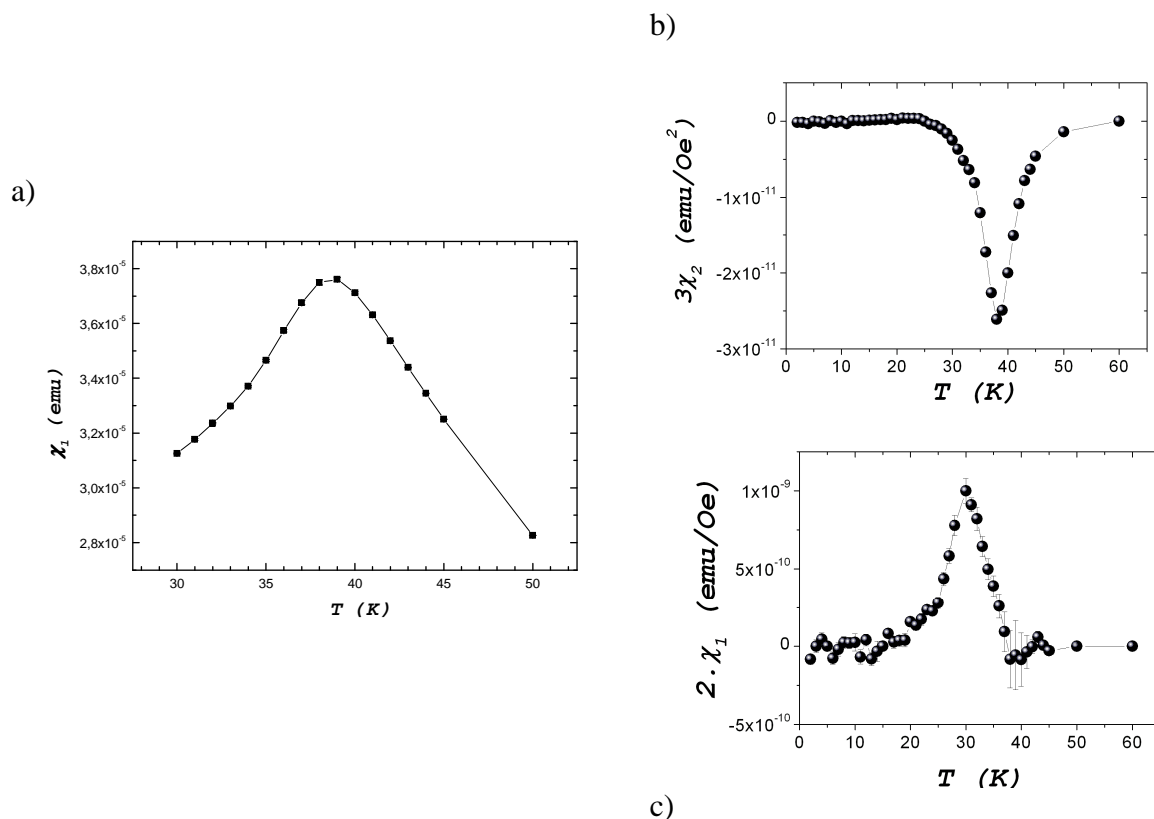 a)
χ₁ (emu)
3,8x10⁻⁵
3,6x10⁻⁵
3,4x10⁻⁵
3,2x10⁻⁵
3,0x10⁻⁵
2,8x10⁻⁵
30 35 40 45 50
T (K)
b)
3χ₂ (emu/Oe²)
0
-1x10⁻¹¹
-2x10⁻¹¹
-3x10⁻¹¹
0 10 20 30 40 50 60
T (K)
2.χ₁ (emu/Oe)
1x10⁻⁹
5x10⁻¹⁰
0
-5x10⁻¹⁰
0 10 20 30 40 50 60
T (K)
c)